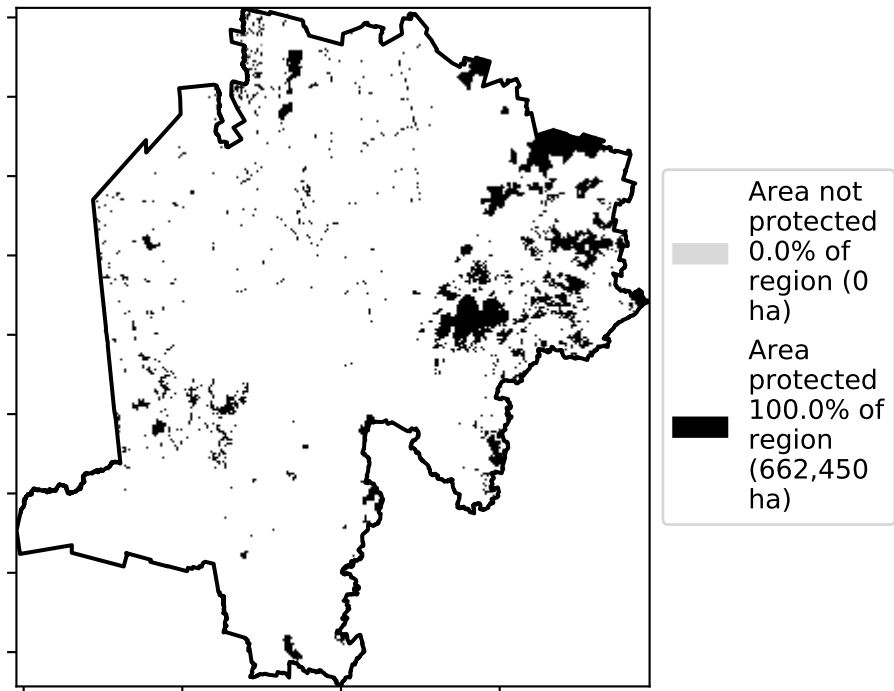 Area not
protected
0.0% of
region (0
ha)
Area
protected
100.0% of
region
(662,450
ha)